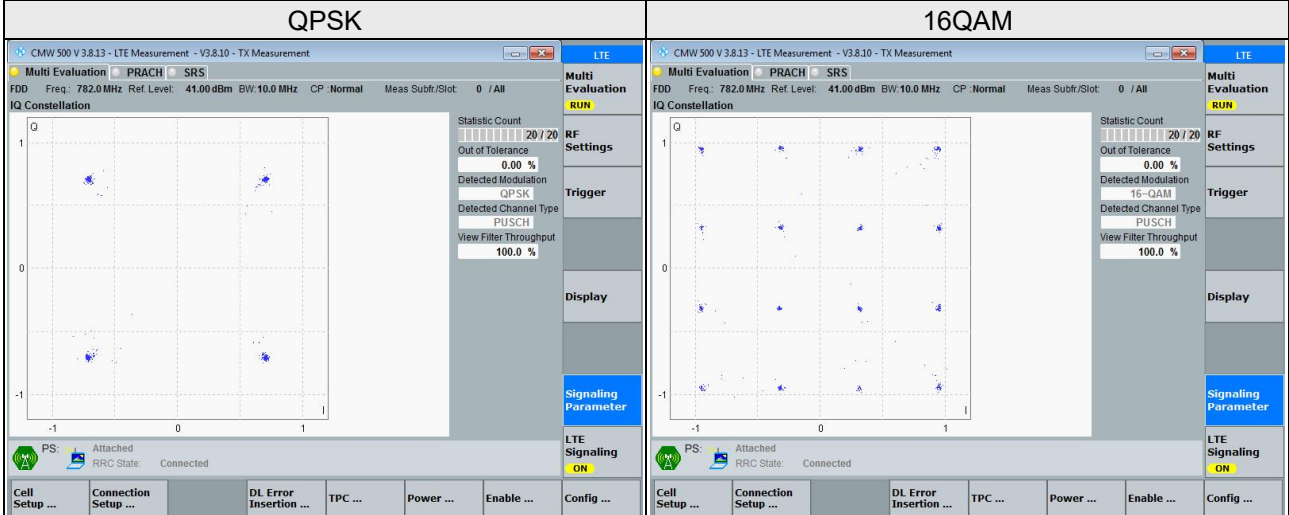 QPSK
16QAM
CMW 500 V 3.8.13 - LTE Measurement - V3.8.10 - TX Measurement
LTE
Multi Evaluation PRACH SRS
Multi
Evaluation
RUN
FDD Freq.: 782.0 MHz Ref. Level: 41.00 dBm BW: 10.0 MHz CP :Normal Meas Subfr./Slot: 0 / All
IQ Constellation
Q
1
0
-1
-1 0 1
I
Statistic Count
20 / 20
Out of Tolerance
0.00 %
Detected Modulation
QPSK
Detected Channel Type
PUSCH
View Filter Throughput
100.0 %
RF
Settings
Trigger
Display
Signaling
Parameter
LTE
Signaling
ON
PS: Attached
RRC State: Connected
Cell
Setup ...
Connection
Setup ...
DL Error
Insertion ...
TPC ...
Power ...
Enable ...
Config ...
CMW 500 V 3.8.13 - LTE Measurement - V3.8.10 - TX Measurement
LTE
Multi Evaluation PRACH SRS
Multi
Evaluation
RUN
FDD Freq.: 782.0 MHz Ref. Level: 41.00 dBm BW: 10.0 MHz CP :Normal Meas Subfr./Slot: 0 / All
IQ Constellation
Q
1
0
-1
-1 0 1
I
Statistic Count
20 / 20
Out of Tolerance
0.00 %
Detected Modulation
16-QAM
Detected Channel Type
PUSCH
View Filter Throughput
100.0 %
RF
Settings
Trigger
Display
Signaling
Parameter
LTE
Signaling
ON
PS: Attached
RRC State: Connected
Cell
Setup ...
Connection
Setup ...
DL Error
Insertion ...
TPC ...
Power ...
Enable ...
Config ...